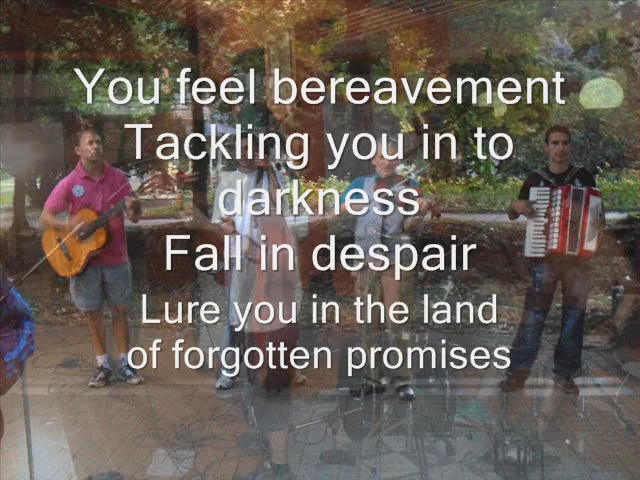 You feel bereavement
Tackling you in to
darkness
Fall in despair
Lure you in the land
of forgotten promises